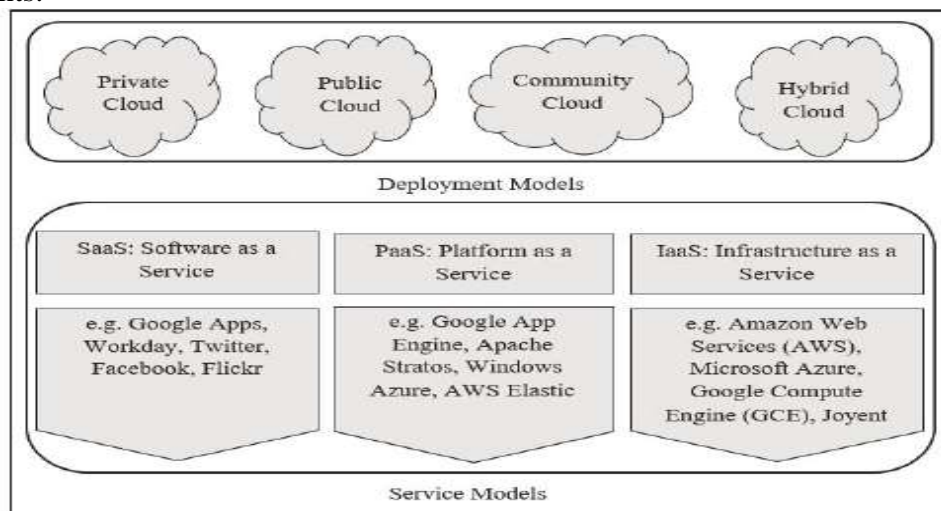 Private
Cloud
Public
Cloud
Community
Cloud
Hybrid
Cloud
Deployment Models
SaaS: Software as a
Service
PaaS: Platform as a
Service
IaaS: Infrastructure as a
Service
e.g. Google Apps,
Workday, Twitter,
Facebook, Flickr
e.g. Google App
Engine, Apache
Stratos, Windows
Azure, AWS Elastic
e.g. Amazon Web
Services (AWS),
Microsoft Azure,
Google Compute
Engine (GCE), Joyent
Service Models